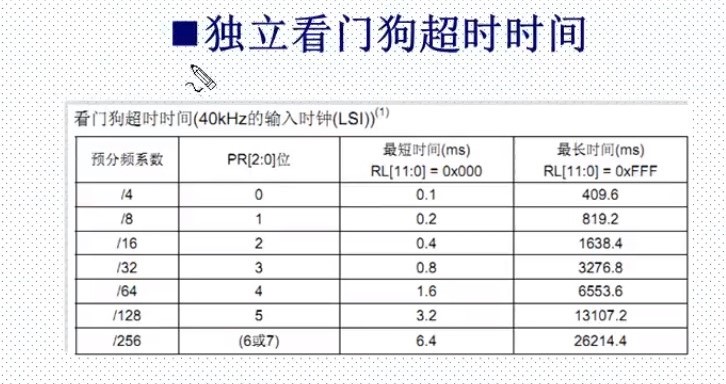 ■独立看门狗超时时间
看门狗超时时间(40kHz的输入时钟(LSI))(1)
预分频系数 PR[2:0]位 最短时间(ms) RL[11:0] = 0x000 最长时间(ms) RL[11:0] = 0xFFF
/4 0 0.1 409.6
/8 1 0.2 819.2
/16 2 0.4 1638.4
/32 3 0.8 3276.8
/64 4 1.6 6553.6
/128 5 3.2 13107.2
/256 (6或7) 6.4 26214.4